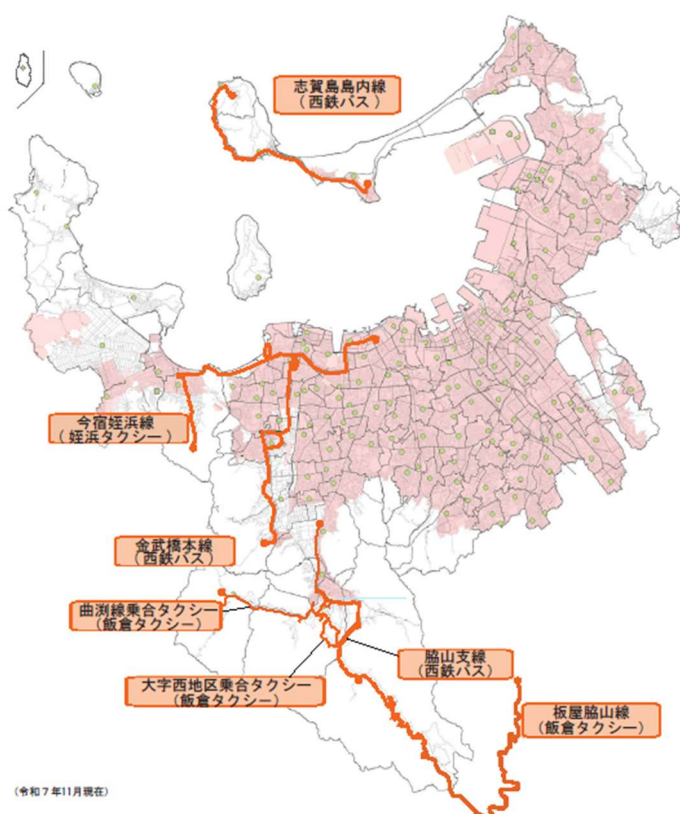 志賀島島内線
(西鉄バス)
今宿姪浜線
(姪浜タクシー)
金武橋本線
(西鉄バス)
曲渕線乗合タクシー
(飯倉タクシー)
脇山支線
(西鉄バス)
大字西地区乗合タクシー
(飯倉タクシー)
板屋脇山線
(飯倉タクシー)
(令和7年11月現在)